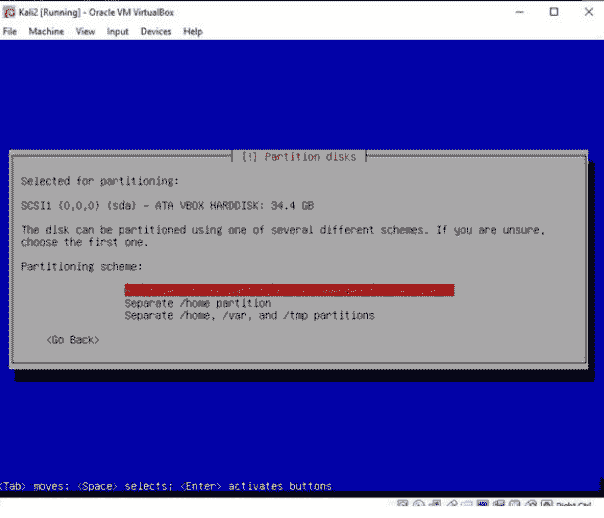 Kali2 [Running] - Oracle VM VirtualBox
File Machine View Input Devices Help
[!] Partition disks
Selected for partitioning:
SCSI1 (0,0,0) (sda) - ATA VBOX HARDDISK: 34.4 GB
The disk can be partitioned using one of several different schemes. If you are unsure,
choose the first one.
Partitioning scheme:
Separate /home partition
Separate /home, /var, and /tmp partitions
<Go Back>
<Tab> moves; <Space> selects; <Enter> activates buttons
Right Ctrl